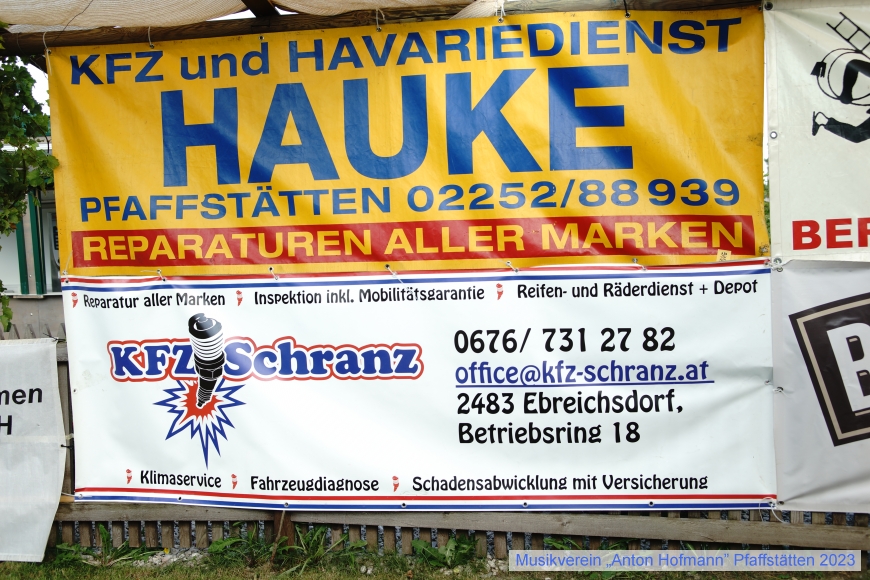 KFZ und HAVARIEDIENST
HAUKE
PFAFFSTÄTTEN 02252/88 939
REPARATUREN ALLER MARKEN
Reparatur aller Marken Inspektion inkl. Mobilitätsgarantie Reifen- und Räderdienst + Depot
KFZ Schranz
0676/ 731 27 82
office@kfz-schranz.at
2483 Ebreichsdorf,
Betriebsring 18
Klimaservice Fahrzeugdiagnose Schadensabwicklung mit Versicherung
men
H
BER
B
Musikverein „Anton Hofmann" Pfaffstätten 2023